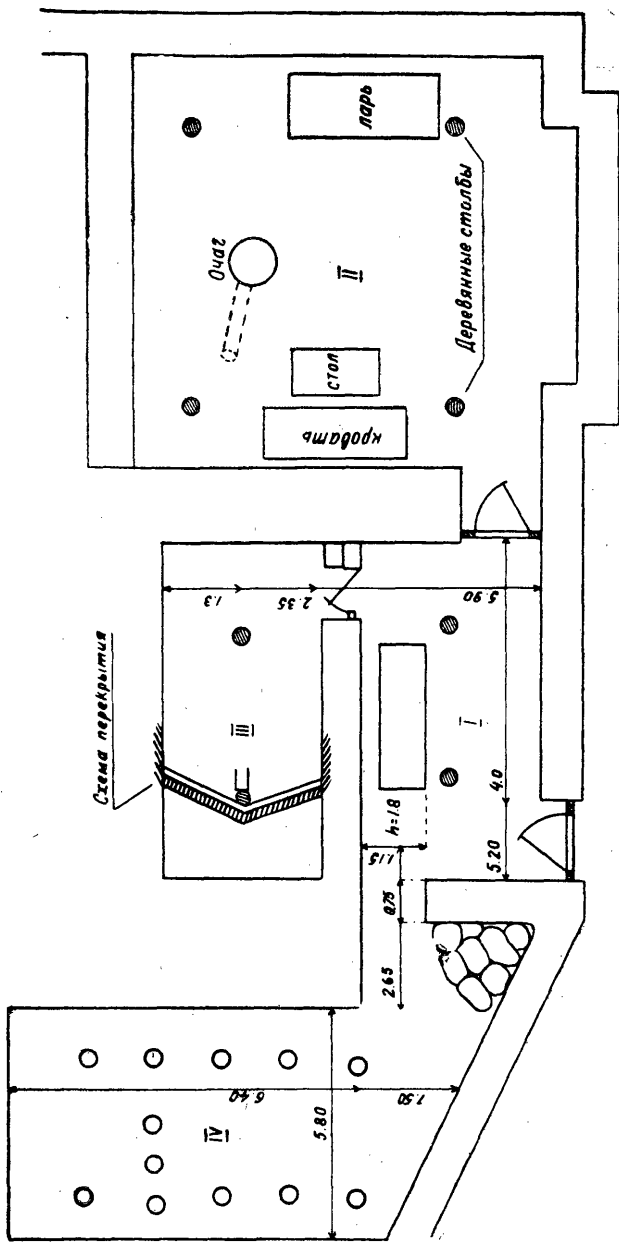 ларь
Очаг
II
Деревянные столбы
стол
кровать
Схема перекрытия
1.3
2.35
5.90
III
I
h=1.8
1.15
4.0
5.20
0,75
2.65
6.40
1.50
IV
5.80